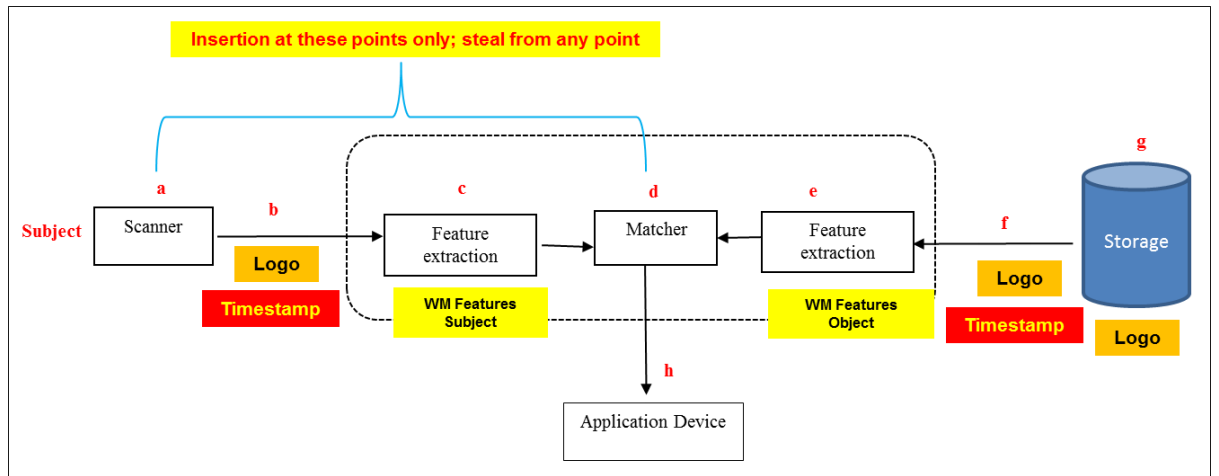 Insertion at these points only; steal from any point
g
a
c
d
e
b
f
Subject
Scanner
Feature
extraction
Matcher
Feature
extraction
Storage
Logo
Timestamp
WM Features
Subject
WM Features
Object
Logo
Timestamp
Logo
h
Application Device